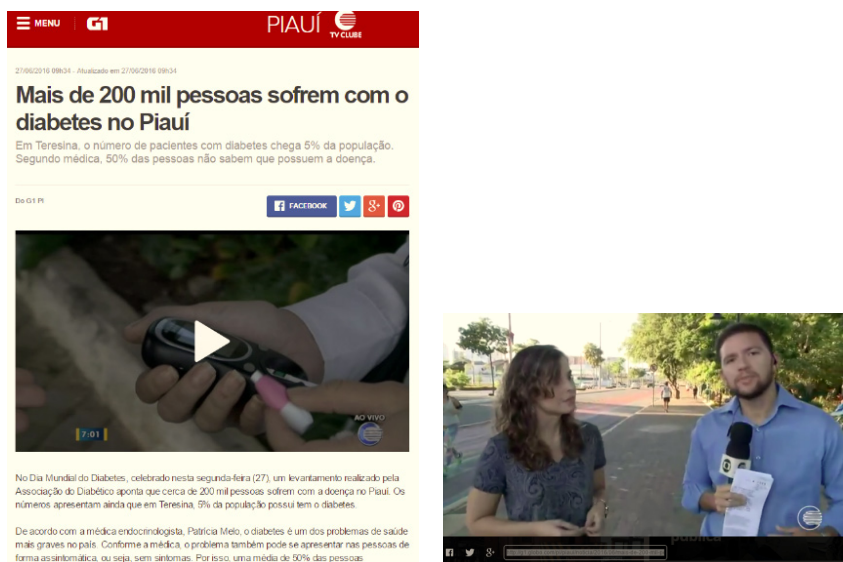 MENU
G1
PIAUÍ
TV CLUBE
27/06/2016 09h34 - Atualizado em 27/06/2016 09h34
Mais de 200 mil pessoas sofrem com o
diabetes no Piauí
Em Teresina, o número de pacientes com diabetes chega 5% da população.
Segundo médica, 50% das pessoas não sabem que possuem a doença.
Do G1 PI
FACEBOOK
AO VIVO
7:01
No Dia Mundial do Diabetes, celebrado nesta segunda-feira (27), um levantamento realizado pela
Associação do Diabético aponta que cerca de 200 mil pessoas sofrem com a doença no Piauí. Os
números apresentam ainda que em Teresina, 5% da população possui tem o diabetes.
De acordo com a médica endocrinologista, Patrícia Melo, o diabetes é um dos problemas de saúde
mais graves no país. Conforme a médica, o problema também pode se apresentar nas pessoas de
forma assintomática, ou seja, sem sintomas. Por isso, uma média de 50% das pessoas
pública